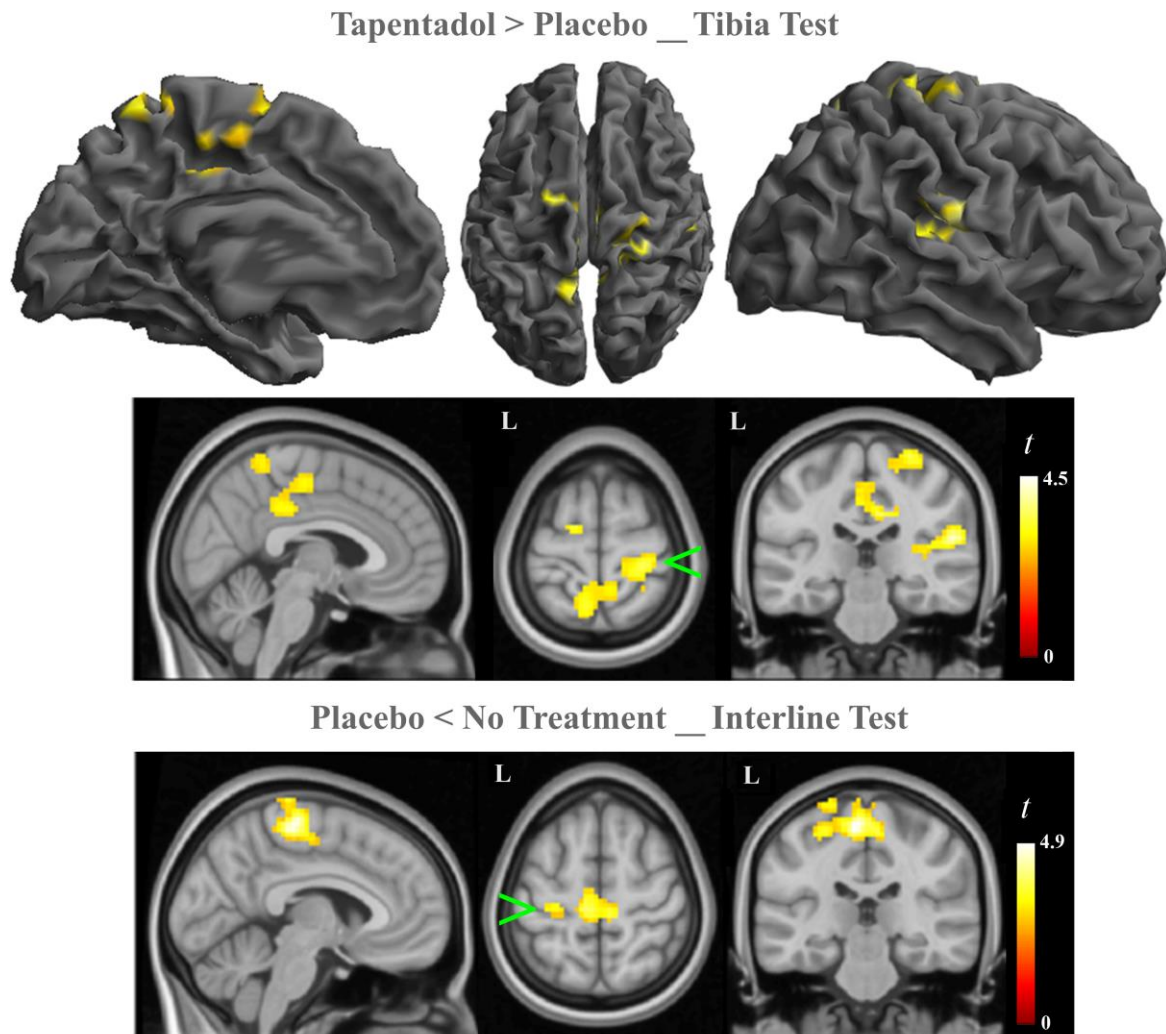 Tapentadol > Placebo __ Tibia Test
L
L
t
4.5
0
Placebo < No Treatment __ Interline Test
L
L
t
4.9
0